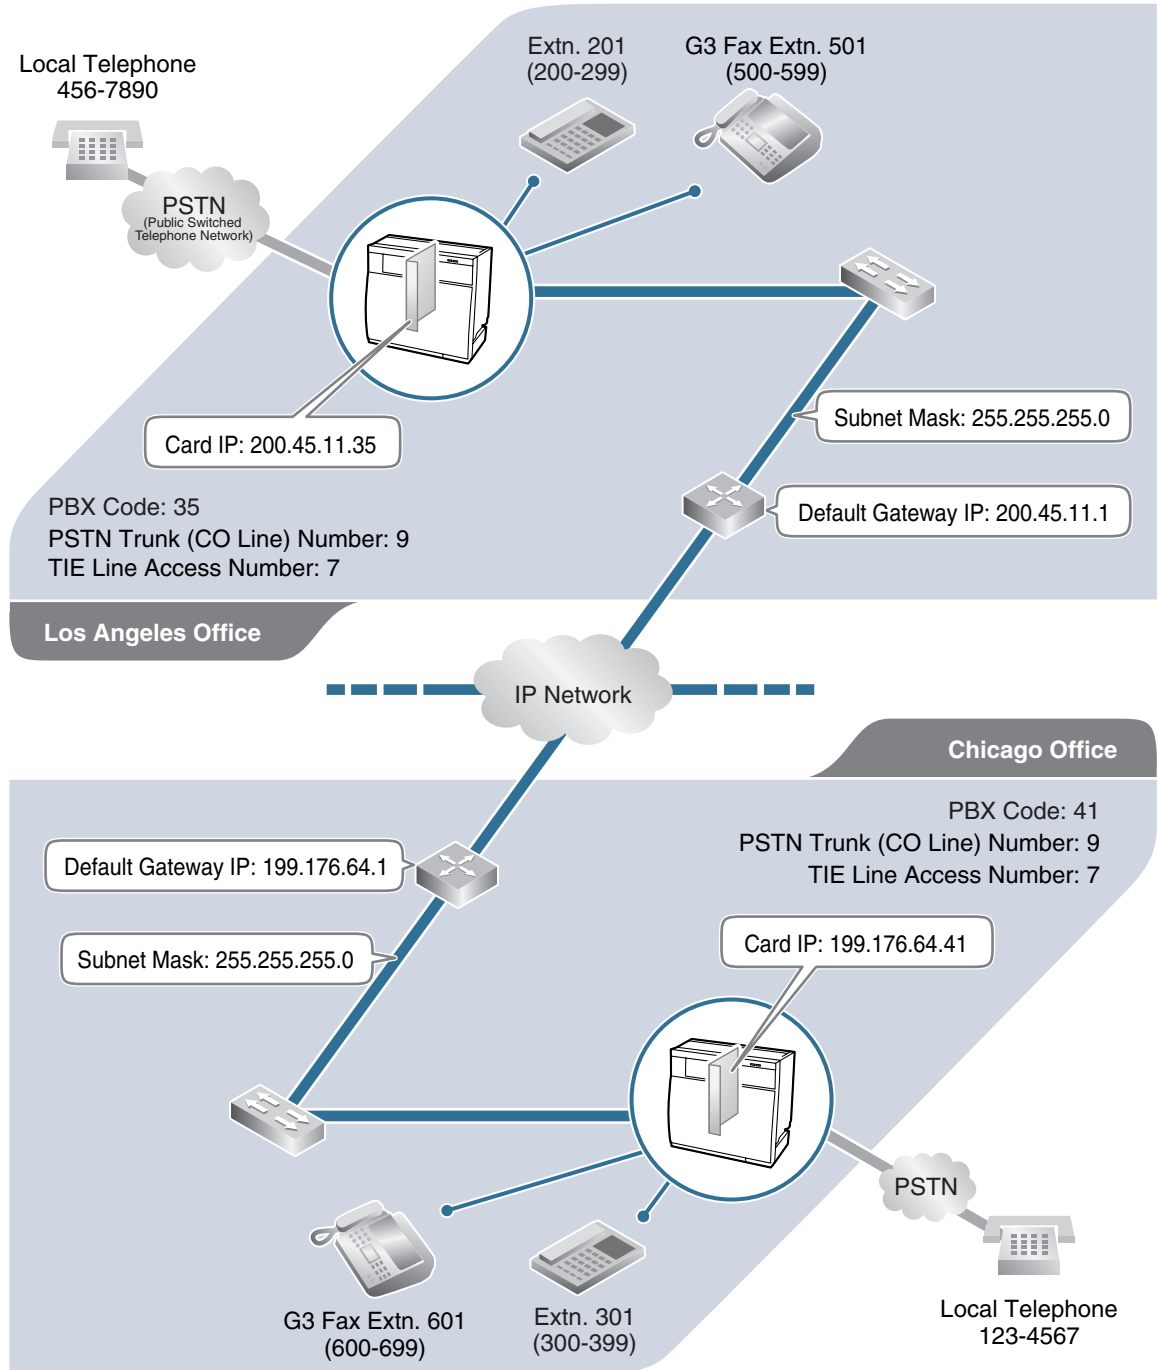 Local Telephone
456-7890
PSTN
(Public Switched
Telephone Network)
Extn. 201
(200-299)
G3 Fax Extn. 501
(500-599)
Card IP: 200.45.11.35
Subnet Mask: 255.255.255.0
Default Gateway IP: 200.45.11.1
PBX Code: 35
PSTN Trunk (CO Line) Number: 9
TIE Line Access Number: 7
Los Angeles Office
IP Network
Chicago Office
PBX Code: 41
PSTN Trunk (CO Line) Number: 9
TIE Line Access Number: 7
Default Gateway IP: 199.176.64.1
Subnet Mask: 255.255.255.0
Card IP: 199.176.64.41
PSTN
G3 Fax Extn. 601
(600-699)
Extn. 301
(300-399)
Local Telephone
123-4567